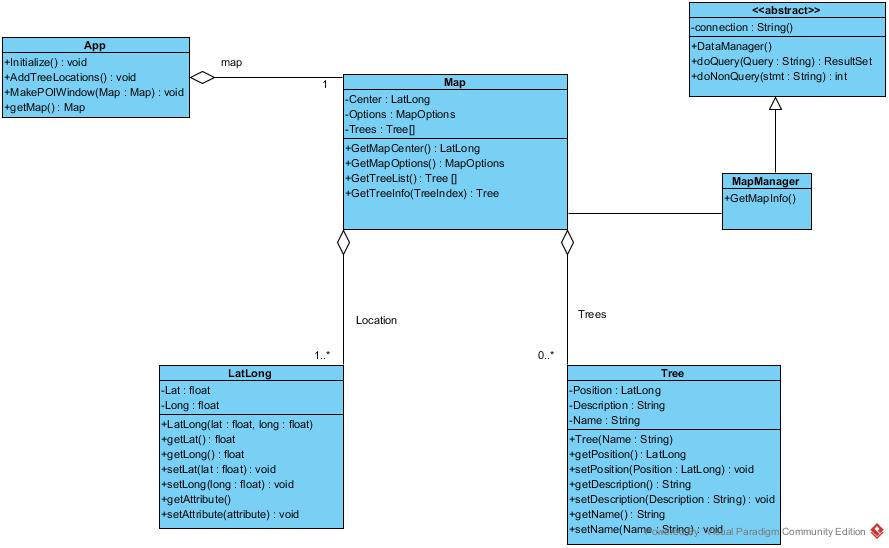 App
+Initialize() : void
+AddTreeLocations() : void
+MakePOIWindow(Map : Map) : void
+getMap() : Map
map
1
Map
-Center : LatLong
-Options : MapOptions
-Trees : Tree[]
+GetMapCenter() : LatLong
+GetMapOptions() : MapOptions
+GetTreeList() : Tree []
+GetTreeInfo(TreeIndex) : Tree
<<abstract>>
-connection : String()
+DataManager()
+doQuery(Query : String) : ResultSet
+doNonQuery(stmt : String) : int
MapManager
+GetMapInfo()
Location
1..*
Trees
0..*
LatLong
-Lat : float
-Long : float
+LatLong(lat : float, long : float)
+getLat() : float
+getLong() : float
+setLat(lat : float) : void
+setLong(long : float) : void
+getAttribute()
+setAttribute(attribute) : void
Tree
-Position : LatLong
-Description : String
-Name : String
+Tree(Name : String)
+getPosition() : LatLong
+setPosition(Position : LatLong) : void
+getDescription() : String
+setDescription(Description : String) : void
+getName() : String
+setName(Name : String) : void
Powered By Visual Paradigm Community Edition